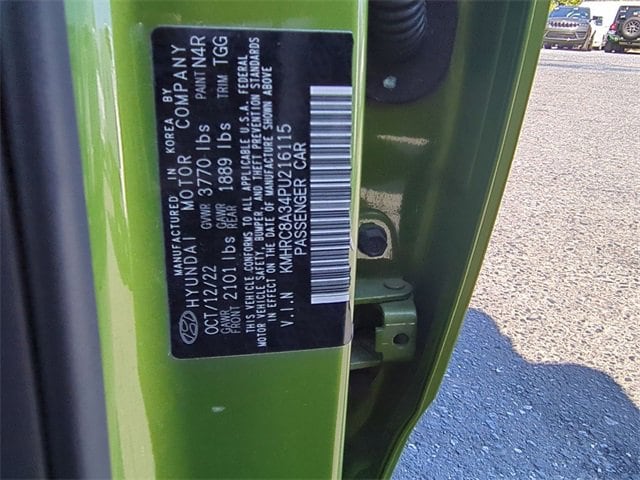 MANUFACTURED IN KOREA BY
HYUNDAI MOTOR COMPANY
OCT/12/22 GVWR 3770 lbs PAINT N4R
GAWR FRONT 2101 lbs GAWR REAR 1889 lbs TRIM TGG
THIS VEHICLE CONFORMS TO ALL APPLICABLE U.S.A. FEDERAL
MOTOR VEHICLE SAFETY, BUMPER, AND THEFT PREVENTION STANDARDS
IN EFFECT ON THE DATE OF MANUFACTURE SHOWN ABOVE
V.I.N KMHRC8A34PU216115
PASSENGER CAR